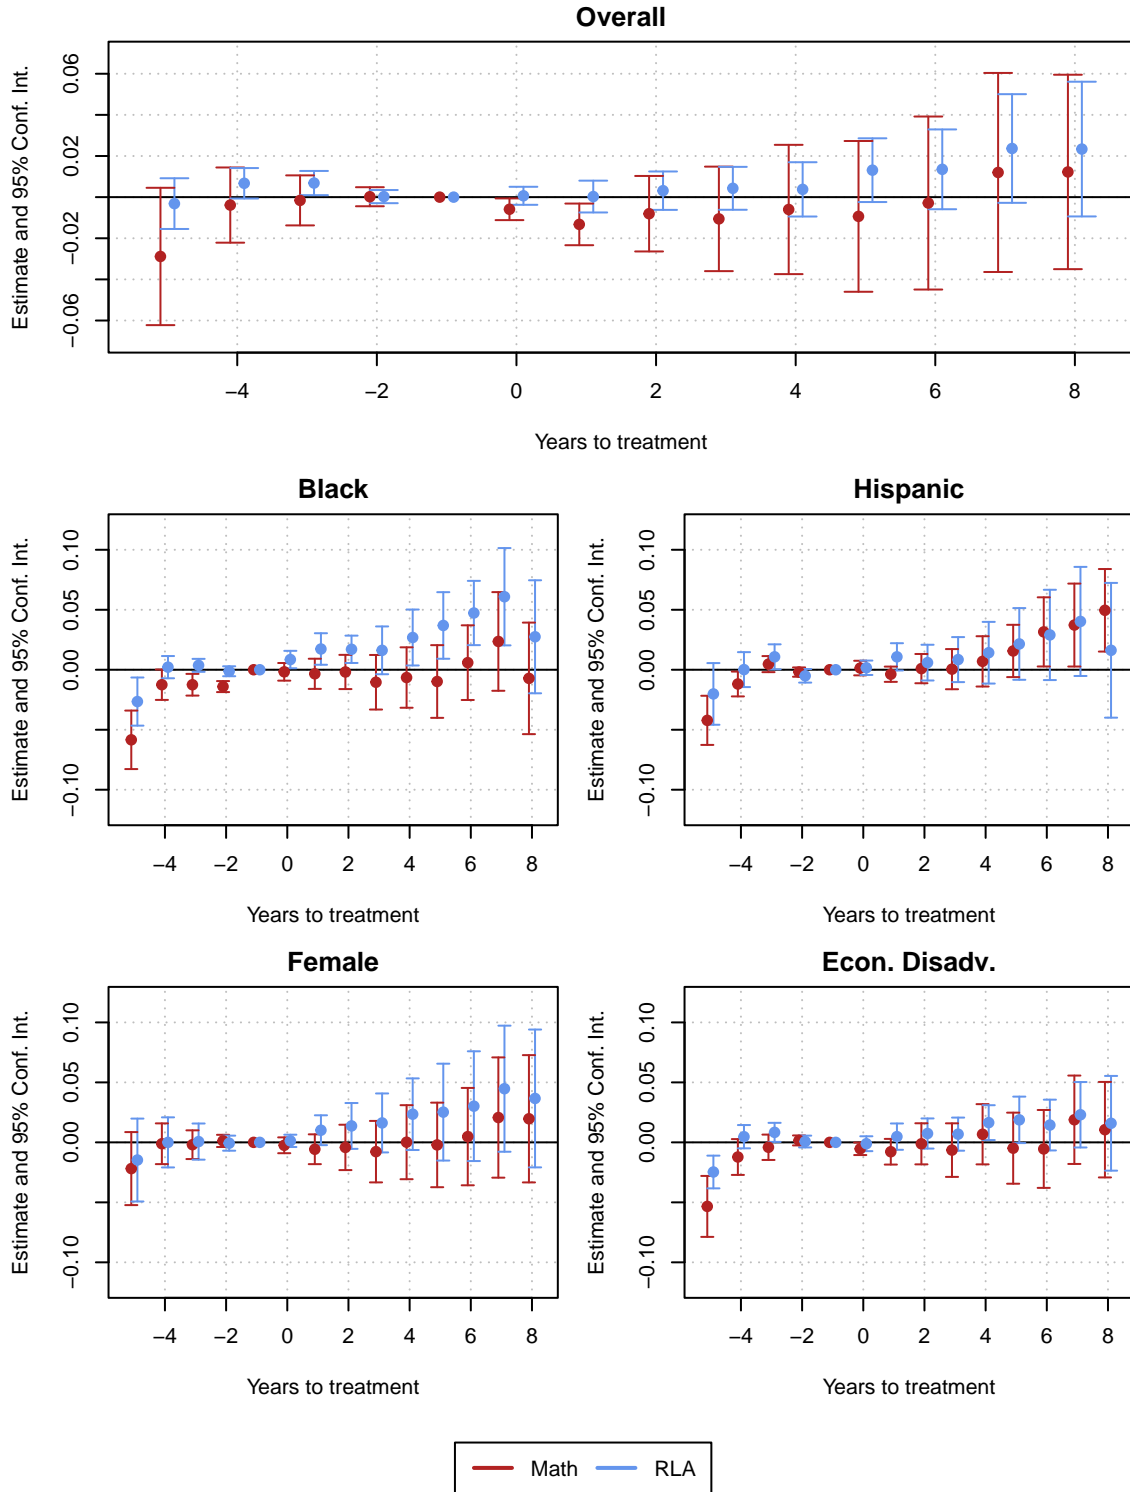 Overall
Estimate and 95% Conf. Int.
0.06
0.02
−0.02
−0.06
−4 −2 0 2 4 6 8
Years to treatment
Black
Estimate and 95% Conf. Int.
0.10
0.05
0.00
−0.10
−4 −2 0 2 4 6 8
Years to treatment
Hispanic
Estimate and 95% Conf. Int.
0.10
0.05
0.00
−0.10
−4 −2 0 2 4 6 8
Years to treatment
Female
Estimate and 95% Conf. Int.
0.10
0.05
0.00
−0.10
−4 −2 0 2 4 6 8
Years to treatment
Econ. Disadv.
Estimate and 95% Conf. Int.
0.10
0.05
0.00
−0.10
−4 −2 0 2 4 6 8
Years to treatment
Math RLA